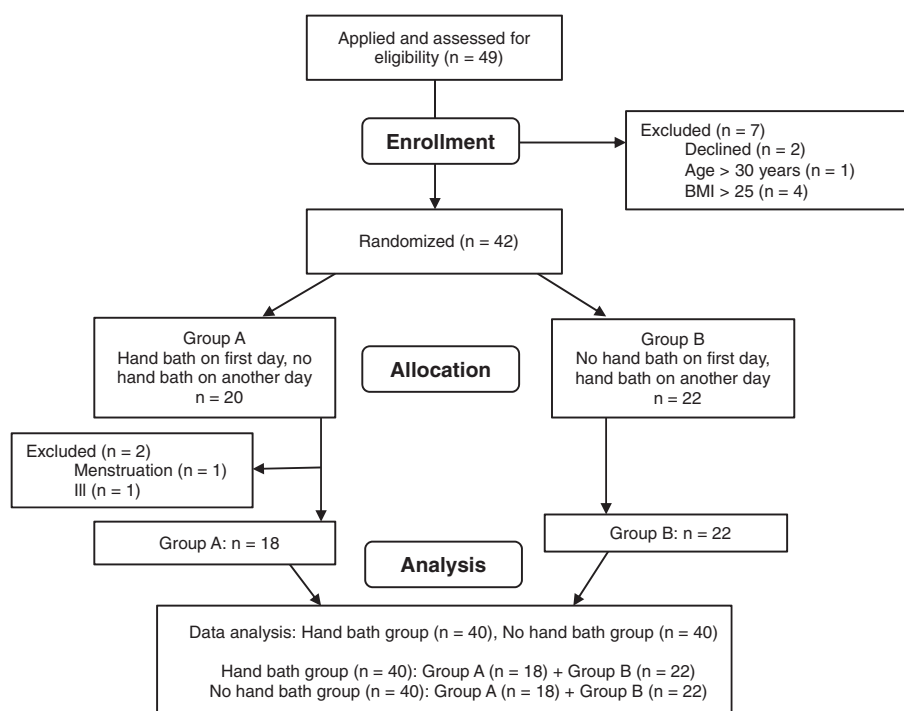 Applied and assessed for
eligibility (n = 49)
Enrollment
Excluded (n = 7)
Declined (n = 2)
Age > 30 years (n = 1)
BMI > 25 (n = 4)
Randomized (n = 42)
Group A
Hand bath on first day, no
hand bath on another day
n = 20
Allocation
Group B
No hand bath on first day,
hand bath on another day
n = 22
Excluded (n = 2)
Menstruation (n = 1)
Ill (n = 1)
Group A: n = 18
Group B: n = 22
Analysis
Data analysis: Hand bath group (n = 40), No hand bath group (n = 40)
Hand bath group (n = 40): Group A (n = 18) + Group B (n = 22)
No hand bath group (n = 40): Group A (n = 18) + Group B (n = 22)